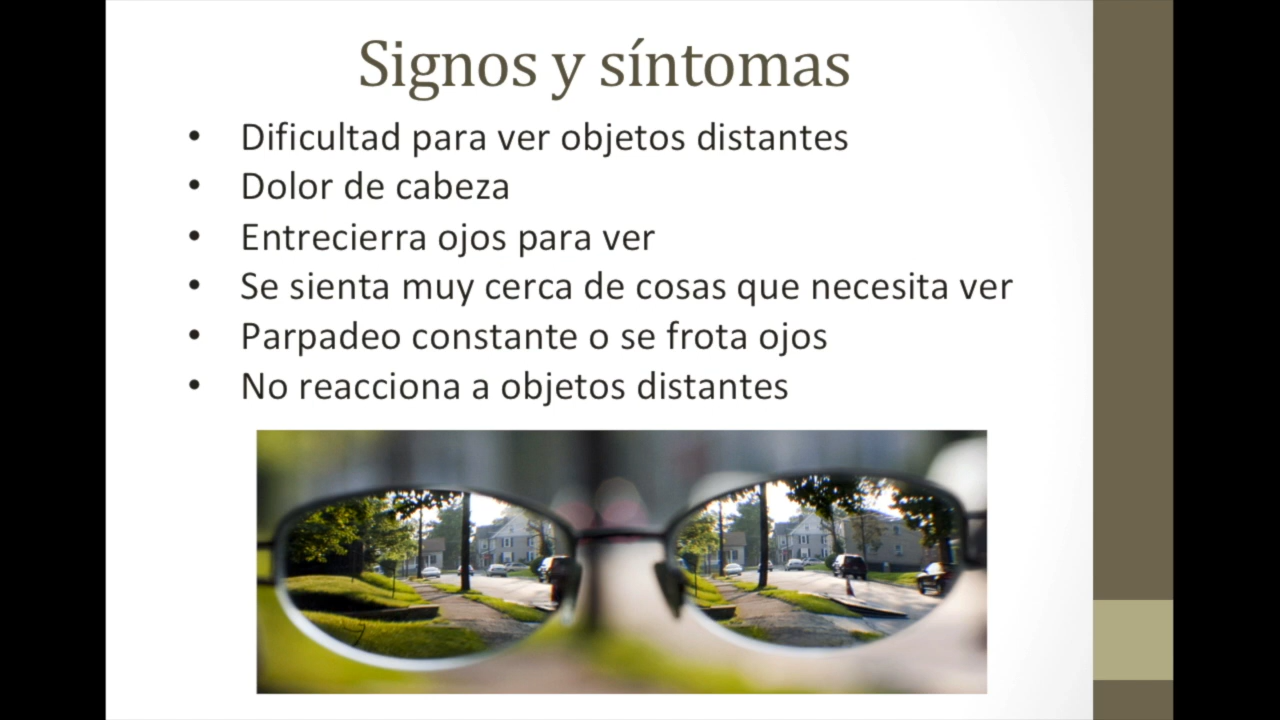 Signos y síntomas
• Dificultad para ver objetos distantes
• Dolor de cabeza
• Entrecierra ojos para ver
• Se sienta muy cerca de cosas que necesita ver
• Parpadeo constante o se frota ojos
• No reacciona a objetos distantes